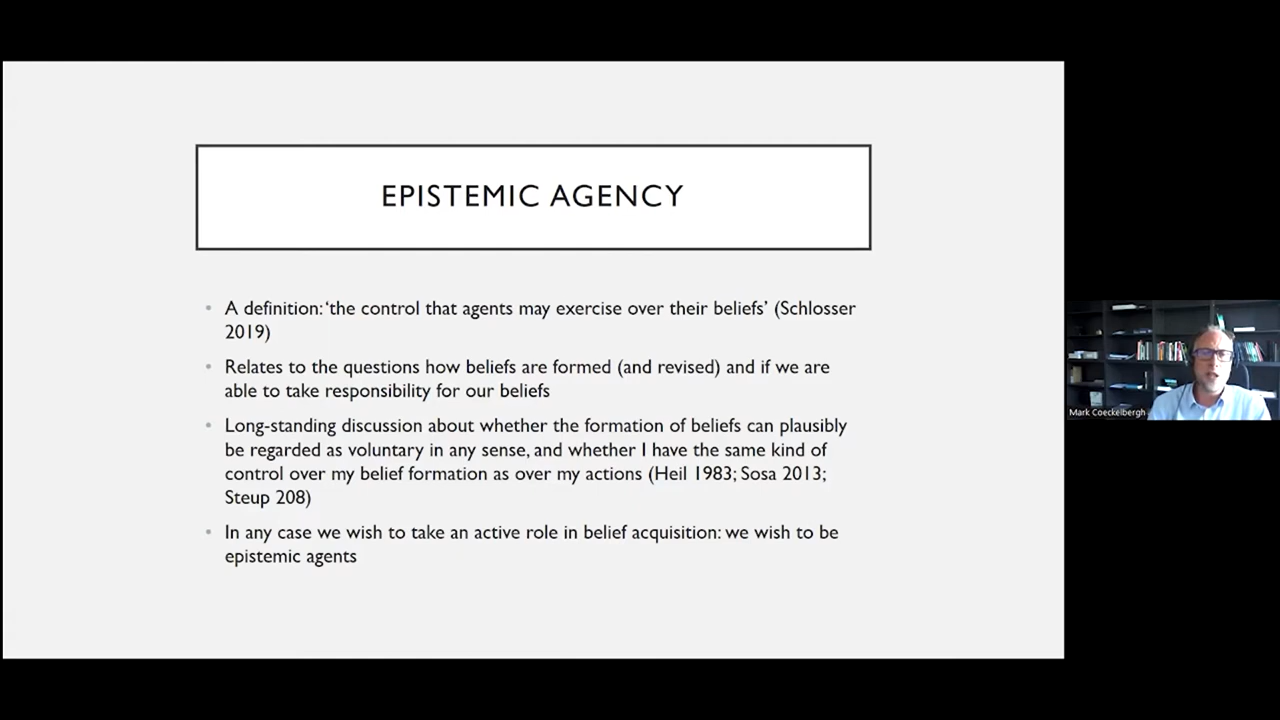 EPISTEMIC AGENCY
• A definition: ‘the control that agents may exercise over their beliefs’ (Schlosser
2019)
• Relates to the questions how beliefs are formed (and revised) and if we are
able to take responsibility for our beliefs
• Long-standing discussion about whether the formation of beliefs can plausibly
be regarded as voluntary in any sense, and whether I have the same kind of
control over my belief formation as over my actions (Heil 1983; Sosa 2013;
Steup 208)
• In any case we wish to take an active role in belief acquisition: we wish to be
epistemic agents
Mark Coeckelbergh